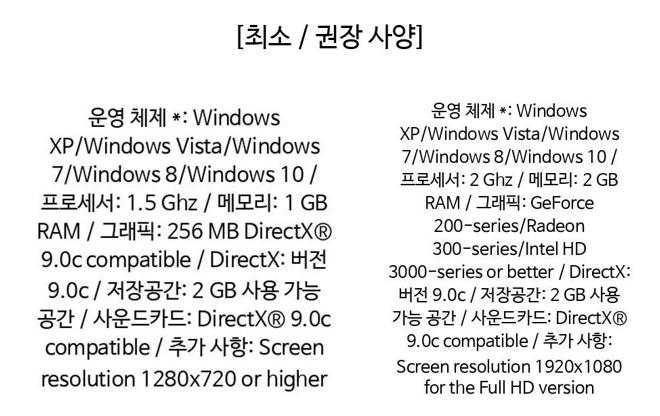 [최소 / 권장 사양]
운영 체제 *: Windows
XP/Windows Vista/Windows
7/Windows 8/Windows 10 /
프로세서: 1.5 Ghz / 메모리: 1 GB
RAM / 그래픽: 256 MB DirectX®
9.0c compatible / DirectX: 버전
9.0c / 저장공간: 2 GB 사용 가능
공간 / 사운드카드: DirectX® 9.0c
compatible / 추가 사항: Screen
resolution 1280x720 or higher
운영 체제 *: Windows
XP/Windows Vista/Windows
7/Windows 8/Windows 10 /
프로세서: 2 Ghz / 메모리: 2 GB
RAM / 그래픽: GeForce
200-series/Radeon
300-series/Intel HD
3000-series or better / DirectX:
버전 9.0c / 저장공간: 2 GB 사용
가능 공간 / 사운드카드: DirectX®
9.0c compatible / 추가 사항:
Screen resolution 1920x1080
for the Full HD version